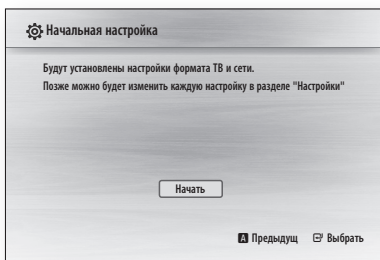 Начальная настройка
Будут установлены настройки формата ТВ и сети.
Позже можно будет изменить каждую настройку в разделе "Настройки"
Начать
A Предыдущ Выбрать